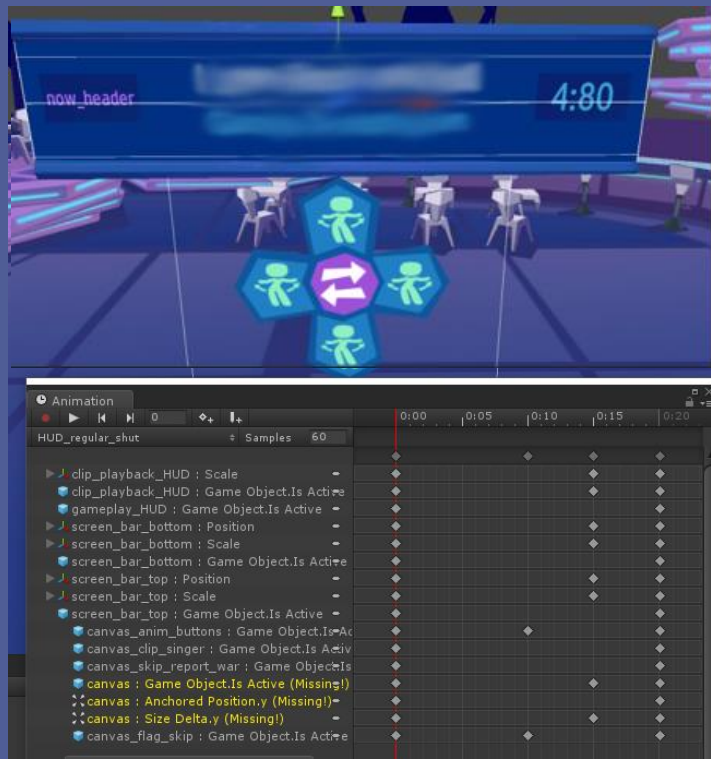 now_header
4:80
Animation
0
0:00 0:05 0:10 0:15 0:20
HUD_regular_shut Samples 60
clip_playback_HUD : Scale
clip_playback_HUD : Game Object.Is Active
gameplay_HUD : Game Object.Is Active
screen_bar_bottom : Position
screen_bar_bottom : Scale
screen_bar_bottom : Game Object.Is Active
screen_bar_top : Position
screen_bar_top : Scale
screen_bar_top : Game Object.Is Active
canvas_anim_buttons : Game Object.Is Ac
canvas_clip_singer : Game Object.Is Activ
canvas_skip_report_war : Game Object.Is
canvas : Game Object.Is Active (Missing!)
canvas : Anchored Position.y (Missing!)
canvas : Size Delta.y (Missing!)
canvas_flag_skip : Game Object.Is Active